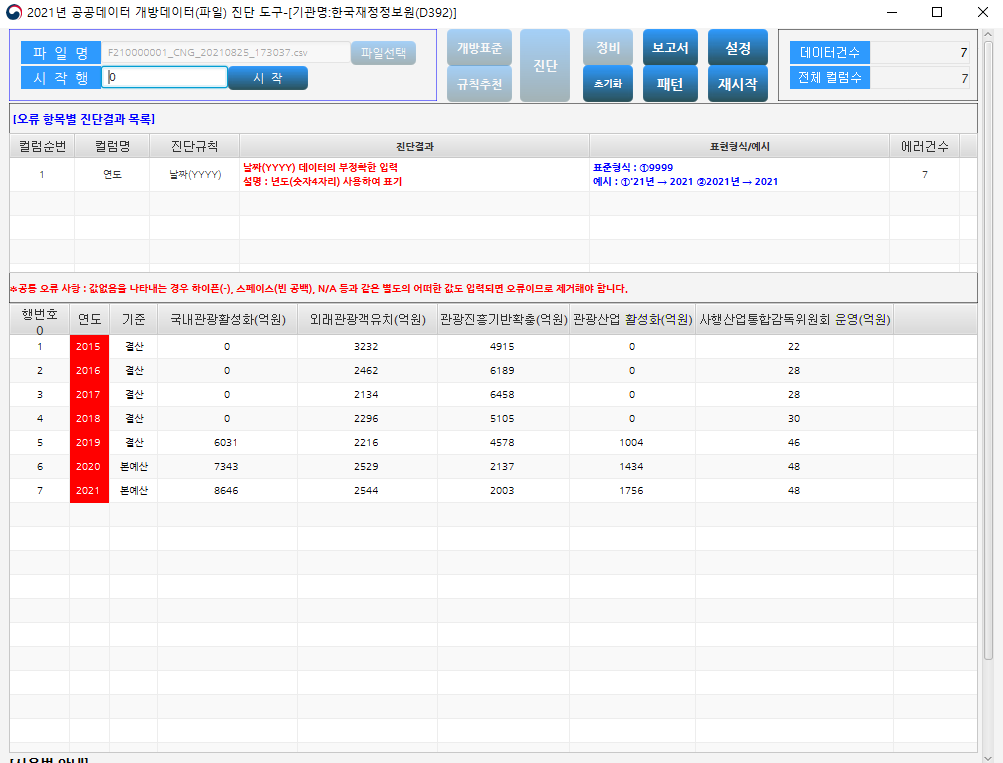 2021년 공공데이터 개방데이터(파일) 진단 도구-[기관명:한국재정정보원(D392)]
파 일 명 F210000001_CNG_20210825_173037.csv 파일선택
시 작 행 0 시 작
개방표준 진단 정비 보고서 설정
규칙추천 초기화 패턴 재시작
데이터건수 7
전체 컬럼수 7
[오류 항목별 진단결과 목록]
컬럼순번 컬럼명 진단규칙 진단결과 표현형식/예시 에러건수
1 연도 날짜(YYYY) 날짜(YYYY) 데이터의 부정확한 입력 표준형식 : ①9999 7
설명 : 년도(숫자4자리) 사용하여 표기 예시 : ①'21년 → 2021 ②2021년 → 2021
※공통 오류 사항 : 값없음을 나타내는 경우 하이픈(-), 스페이스(빈 공백), N/A 등과 같은 별도의 어떠한 값도 입력되면 오류이므로 제거해야 합니다.
행번호 연도 기준 국내관광활성화(억원) 외래관광객유치(억원) 관광진흥기반확충(억원) 관광산업 활성화(억원) 사행산업통합감독위원회 운영(억원)
0
1 2015 결산 0 3232 4915 0 22
2 2016 결산 0 2462 6189 0 28
3 2017 결산 0 2134 6458 0 28
4 2018 결산 0 2296 5105 0 30
5 2019 결산 6031 2216 4578 1004 46
6 2020 본예산 7343 2529 2137 1434 48
7 2021 본예산 8646 2544 2003 1756 48